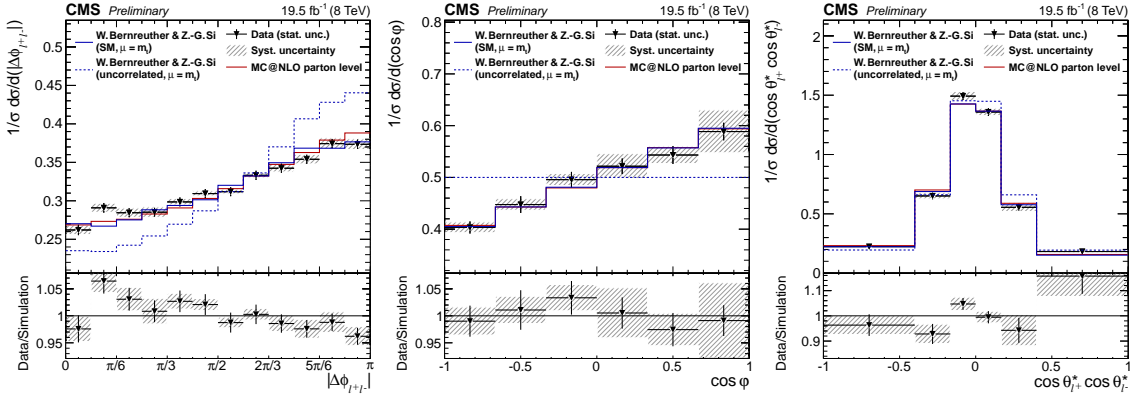 CMS Preliminary 19.5 fb⁻¹ (8 TeV)
W.Bernreuther & Z.-G.Si
(SM, μ = mₜ)
W.Bernreuther & Z.-G.Si
(uncorrelated, μ = mₜ)
Data (stat. unc.)
Syst. uncertainty
MC@NLO parton level
1/σ dσ/d(|Δϕₗ₊ₗ₋|)
0.5
0.45
0.4
0.35
0.3
0.25
Data/Simulation
1.05
1
0.95
0 π/6 π/3 π/2 2π/3 5π/6 π
|Δϕₗ₊ₗ₋|
CMS Preliminary 19.5 fb⁻¹ (8 TeV)
W.Bernreuther & Z.-G.Si
(SM, μ = mₜ)
W.Bernreuther & Z.-G.Si
(uncorrelated, μ = mₜ)
Data (stat. unc.)
Syst. uncertainty
MC@NLO parton level
1/σ dσ/d(cos φ)
0.8
0.7
0.6
0.5
0.4
Data/Simulation
1.05
1
0.95
-1 -0.5 0 0.5 1
cos φ
CMS Preliminary 19.5 fb⁻¹ (8 TeV)
W.Bernreuther & Z.-G.Si
(SM, μ = mₜ)
W.Bernreuther & Z.-G.Si
(uncorrelated, μ = mₜ)
Data (stat. unc.)
Syst. uncertainty
MC@NLO parton level
1/σ dσ/d(cos θ*ₗ₊ cos θ*ₗ₋)
2
1.5
1
0.5
0
Data/Simulation
1.1
1
0.9
-1 -0.5 0 0.5 1
cos θ*ₗ₊ cos θ*ₗ₋